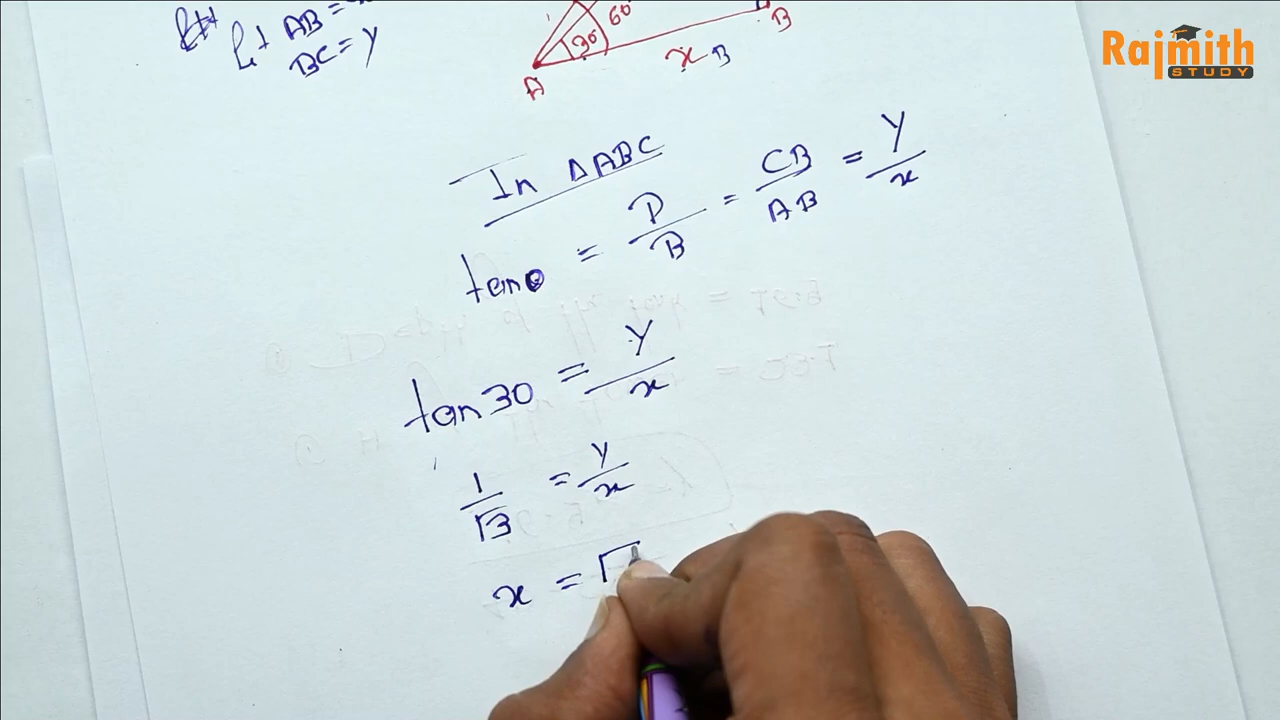 Let AB =
BC = Y
30
60
A
x B
B
Rajmith
STUDY
In ΔABC
tanθ = P/B = CB/AB = Y/x
tan30 = Y/x
1/√3 = Y/x
x = √